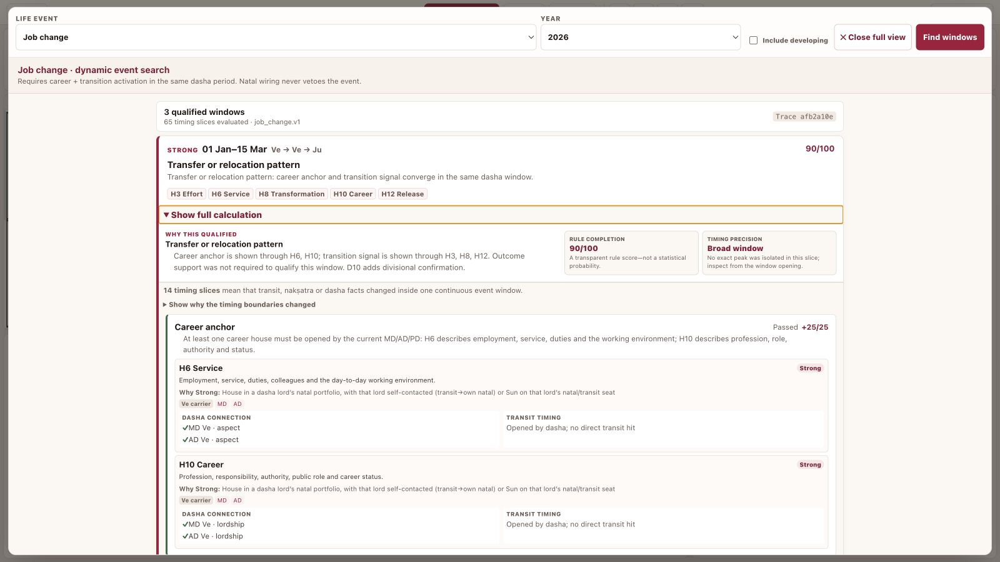 LIFE EVENT
Job change
YEAR
2026
Include developing
✕ Close full view
Find windows
Job change · dynamic event search
Requires career + transition activation in the same dasha period. Natal wiring never vetoes the event.
3 qualified windows
65 timing slices evaluated · job_change.v1
Trace afb2a10e
STRONG 01 Jan–15 Mar Ve → Ve → Ju
90/100
Transfer or relocation pattern
Transfer or relocation pattern: career anchor and transition signal converge in the same dasha window.
H3 Effort H6 Service H8 Transformation H10 Career H12 Release
▼ Show full calculation
WHY THIS QUALIFIED
Transfer or relocation pattern
Career anchor is shown through H6, H10; transition signal is shown through H3, H8, H12. Outcome
support was not required to qualify this window. D10 adds divisional confirmation.
RULE COMPLETION
90/100
A transparent rule score—not a statistical
probability.
TIMING PRECISION
Broad window
No exact peak was isolated in this slice;
inspect from the window opening.
14 timing slices mean that transit, nakṣatra or dasha facts changed inside one continuous event window.
▶ Show why the timing boundaries changed
Career anchor
Passed +25/25
At least one career house must be opened by the current MD/AD/PD: H6 describes employment, service, duties and the working environment; H10 describes profession, role,
authority and status.
H6 Service
Strong
Employment, service, duties, colleagues and the day-to-day working environment.
Why Strong: House in a dasha lord's natal portfolio, with that lord self-contacted (transit→own natal) or Sun on that lord's natal/transit seat
Ve carrier MD AD
DASHA CONNECTION
✔MD Ve · aspect
✔AD Ve · aspect
TRANSIT TIMING
Opened by dasha; no direct transit hit
H10 Career
Strong
Profession, responsibility, authority, public role and career status.
Why Strong: House in a dasha lord's natal portfolio, with that lord self-contacted (transit→own natal) or Sun on that lord's natal/transit seat
Ve carrier MD AD
DASHA CONNECTION
✔MD Ve · lordship
✔AD Ve · lordship
TRANSIT TIMING
Opened by dasha; no direct transit hit